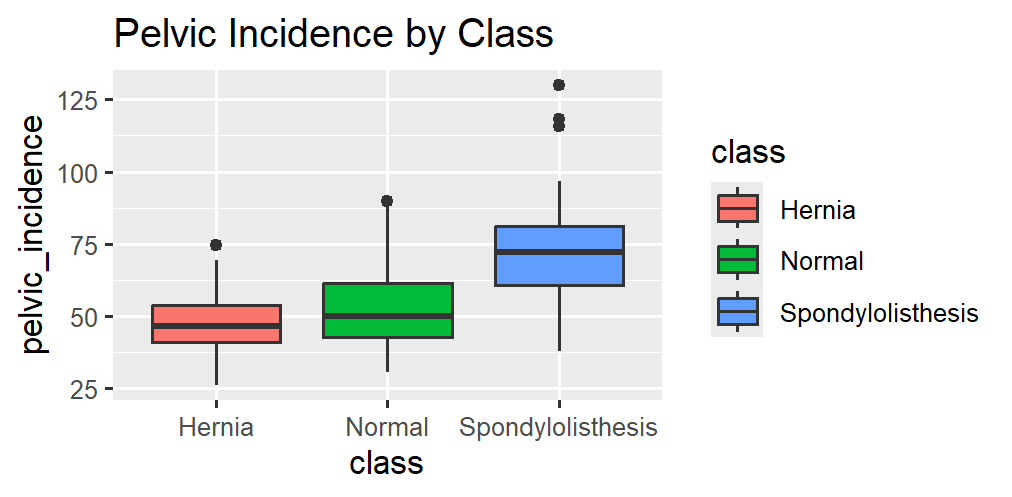 Pelvic Incidence by Class
pelvic_incidence
125
100
75
50
25
Hernia
Normal
Spondylolisthesis
class
class
Hernia
Normal
Spondylolisthesis